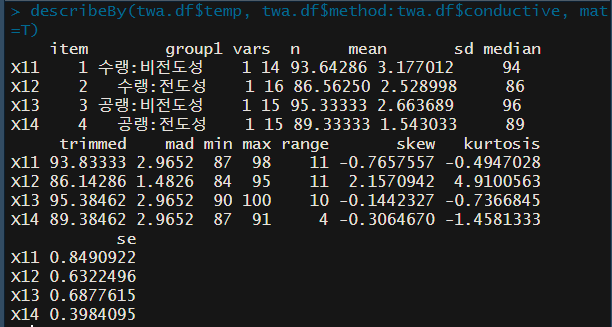 > describeBy(twa.df$temp, twa.df$method:twa.df$conductive, mat
=T)
item group1 vars n mean sd median
X11 1 수랭:비전도성 1 14 93.64286 3.177012 94
X12 2 수랭:전도성 1 16 86.56250 2.528998 86
X13 3 공랭:비전도성 1 15 95.33333 2.663689 96
X14 4 공랭:전도성 1 15 89.33333 1.543033 89
trimmed mad min max range skew kurtosis
X11 93.83333 2.9652 87 98 11 -0.7657557 -0.4947028
X12 86.14286 1.4826 84 95 11 2.1570942 4.9100563
X13 95.38462 2.9652 90 100 10 -0.1442327 -0.7366845
X14 89.38462 2.9652 87 91 4 -0.3064670 -1.4581333
se
X11 0.8490922
X12 0.6322496
X13 0.6877615
X14 0.3984095